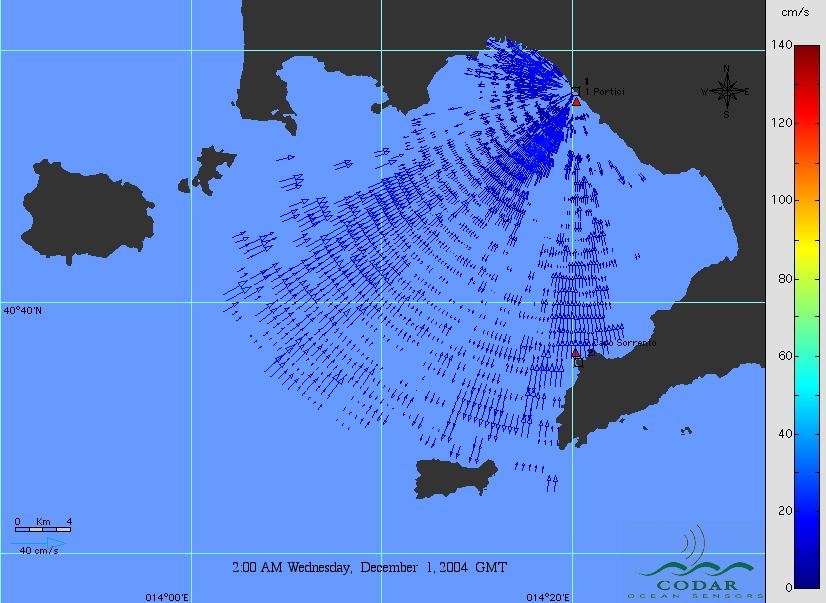 cm/s
140
120
100
80
60
40
20
0
N
W E
S
1
1 Portici
40°40'N
2 Capo Sorrento
0 Km 4
40 cm/s
2:00 AM Wednesday, December 1, 2004 GMT
014°00'E
014°20'E
CODAR
OCEAN SENSORS